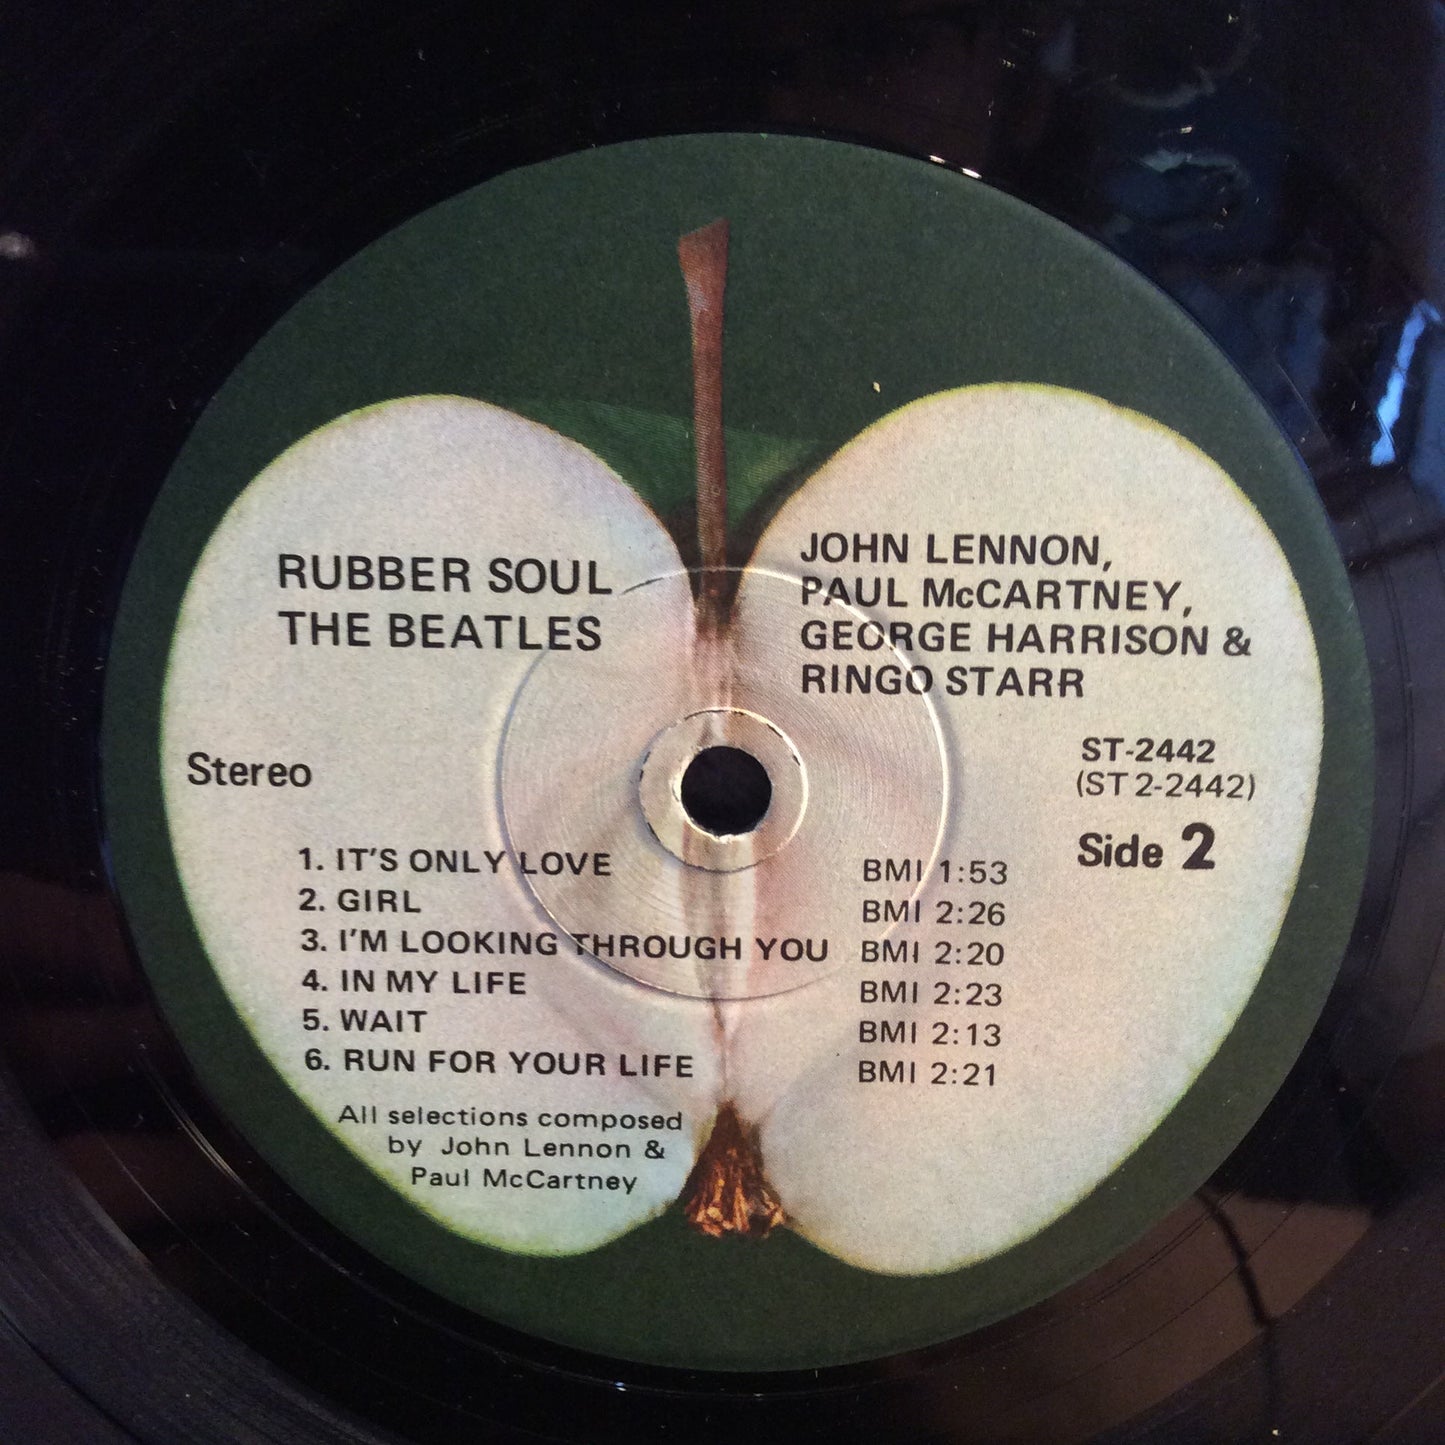 RUBBER SOUL
THE BEATLES
JOHN LENNON,
PAUL McCARTNEY,
GEORGE HARRISON &
RINGO STARR
Stereo
ST-2442
(ST 2-2442)
Side 2
1. IT'S ONLY LOVE BMI 1:53
2. GIRL BMI 2:26
3. I'M LOOKING THROUGH YOU BMI 2:20
4. IN MY LIFE BMI 2:23
5. WAIT BMI 2:13
6. RUN FOR YOUR LIFE BMI 2:21
All selections composed
by John Lennon &
Paul McCartney